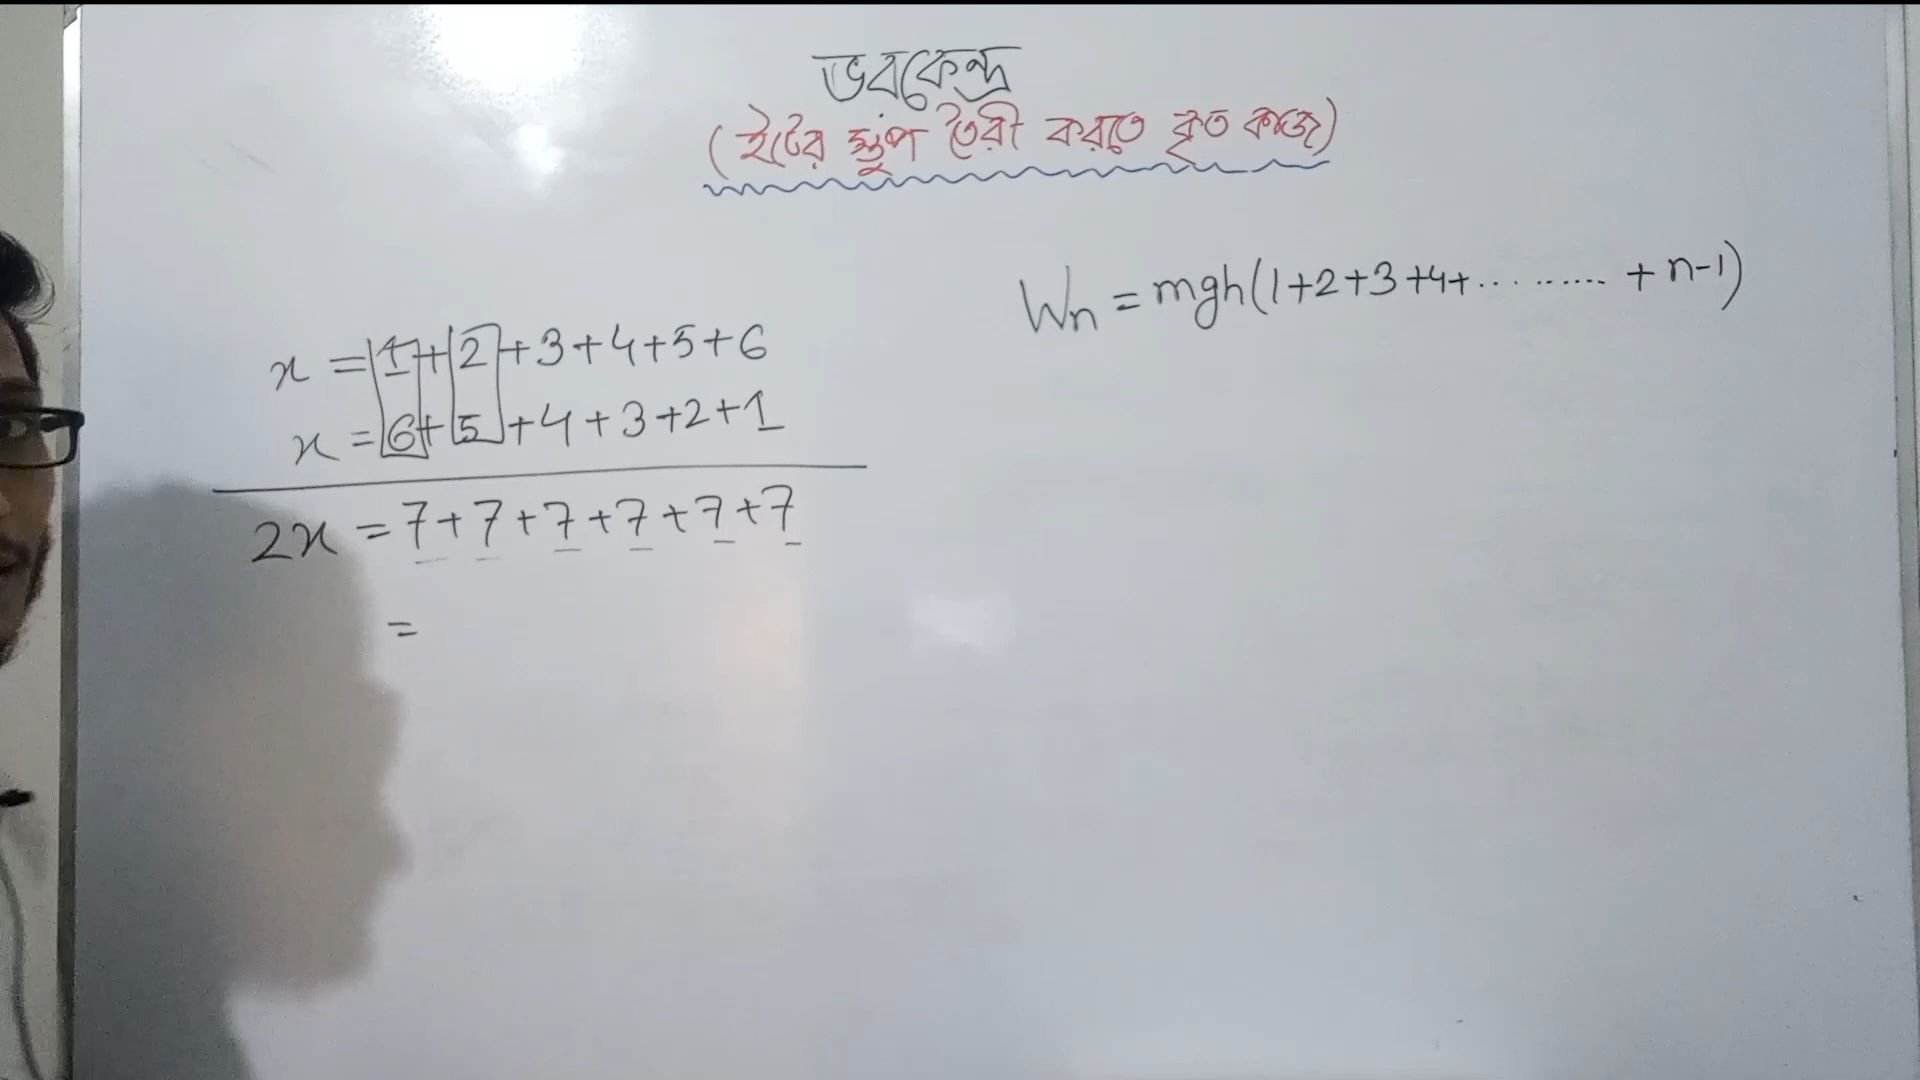 ভরকেন্দ্র
(ইটের স্তুপ তৈরী করতে কৃত কাজ)
x = 1+2+3+4+5+6
x = 6+5+4+3+2+1
2x = 7+7+7+7+7+7
=
Wn = mgh(1+2+3+4+.......... + n-1)